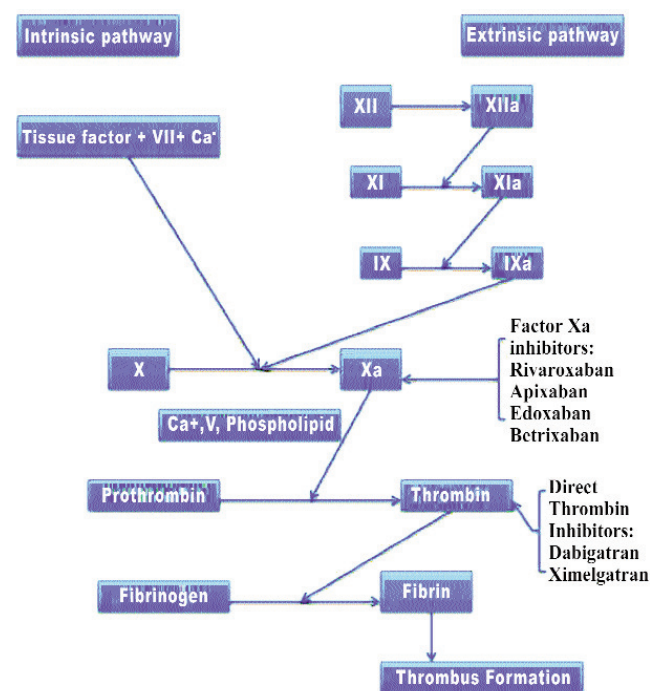 Intrinsic pathway
Extrinsic pathway
XII
XIIa
Tissue factor + VII+ Ca⁺
XI
XIa
IX
IXa
Factor Xa
inhibitors:
Rivaroxaban
Apixaban
Edoxaban
Betrixaban
X
Xa
Ca+,V, Phospholipid
Prothrombin
Thrombin
Direct
Thrombin
Inhibitors:
Dabigatran
Ximelgatran
Fibrinogen
Fibrin
Thrombus Formation